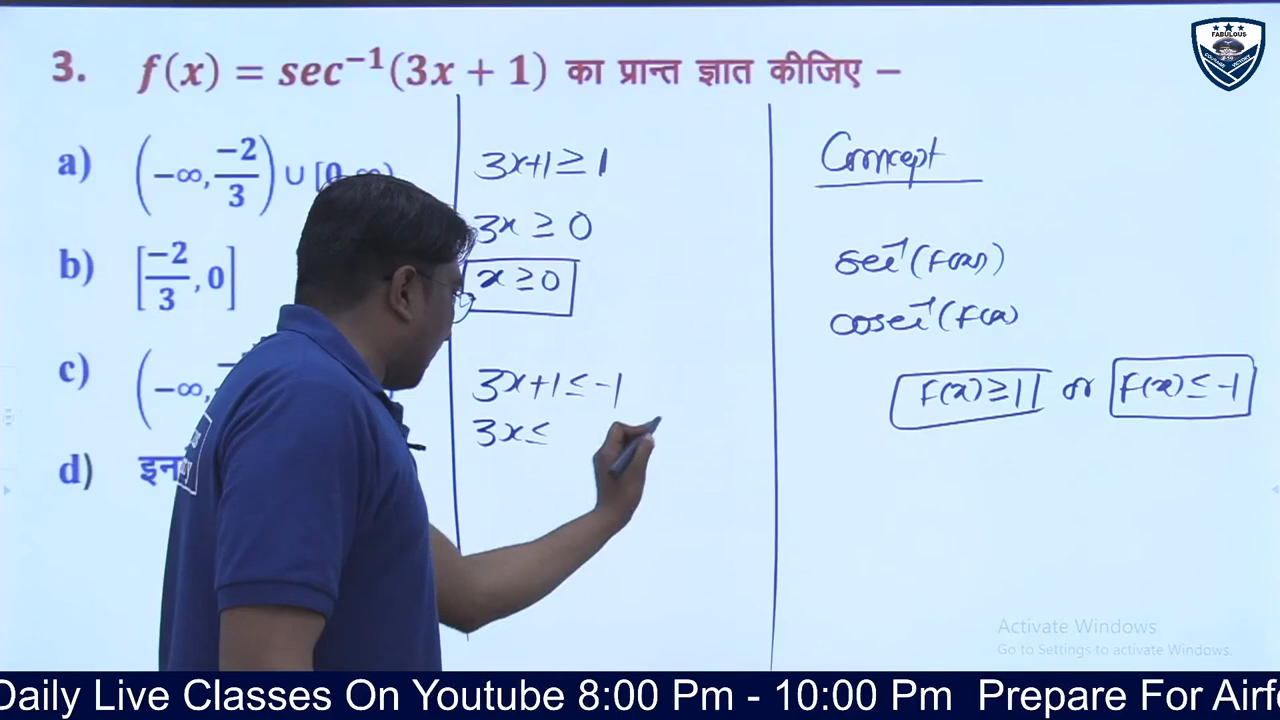 3. f(x) = sec⁻¹(3x + 1) का प्रान्त ज्ञात कीजिए –
a) (−∞, −2/3) ∪ [0, ∞)
b) [−2/3, 0]
c) (−∞,
d)
3x+1 ≥ 1
3x ≥ 0
x ≥ 0
3x+1 ≤ -1
3x ≤
Concept
sec⁻¹(f(x))
cosec⁻¹(f(x)
f(x) ≥ 1 or f(x) ≤ -1
FABULOUS
Activate Windows
Go to Settings to activate Windows.
Daily Live Classes On Youtube 8:00 Pm - 10:00 Pm Prepare For